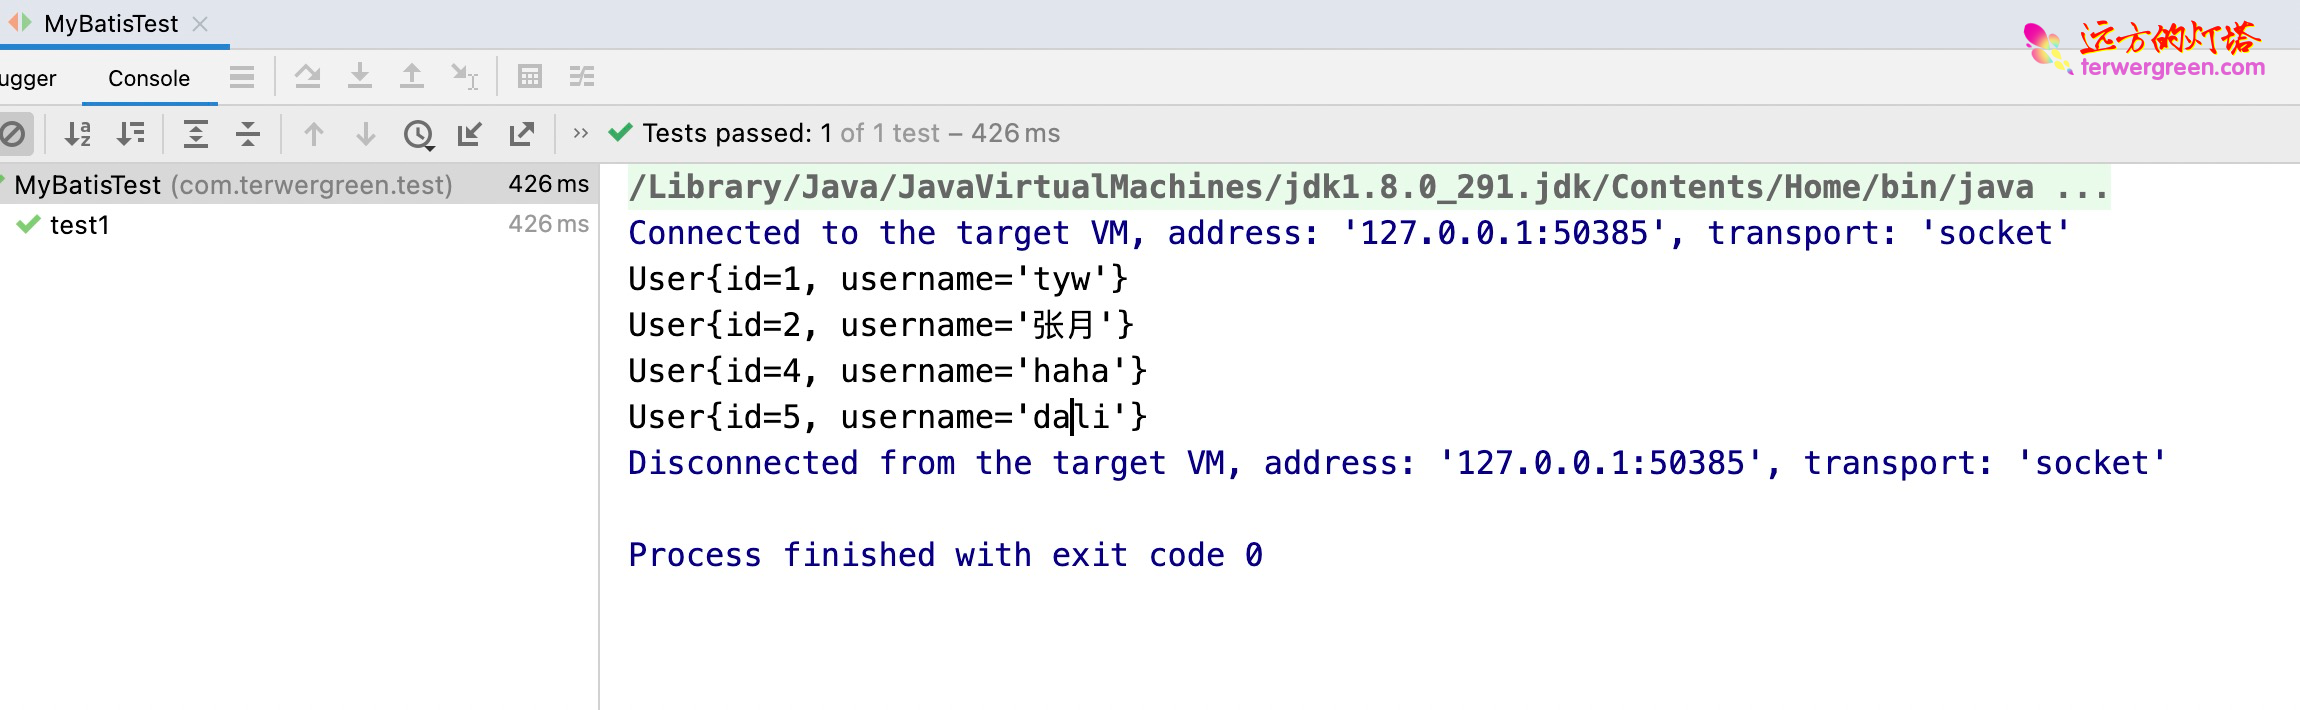 MyBatisTest
远方的灯塔
terwergreen.com
ugger Console
Tests passed: 1 of 1 test – 426 ms
MyBatisTest (com.terwergreen.test) 426 ms
test1 426 ms
/Library/Java/JavaVirtualMachines/jdk1.8.0_291.jdk/Contents/Home/bin/java ...
Connected to the target VM, address: '127.0.0.1:50385', transport: 'socket'
User{id=1, username='tyw'}
User{id=2, username='张月'}
User{id=4, username='haha'}
User{id=5, username='dali'}
Disconnected from the target VM, address: '127.0.0.1:50385', transport: 'socket'
Process finished with exit code 0